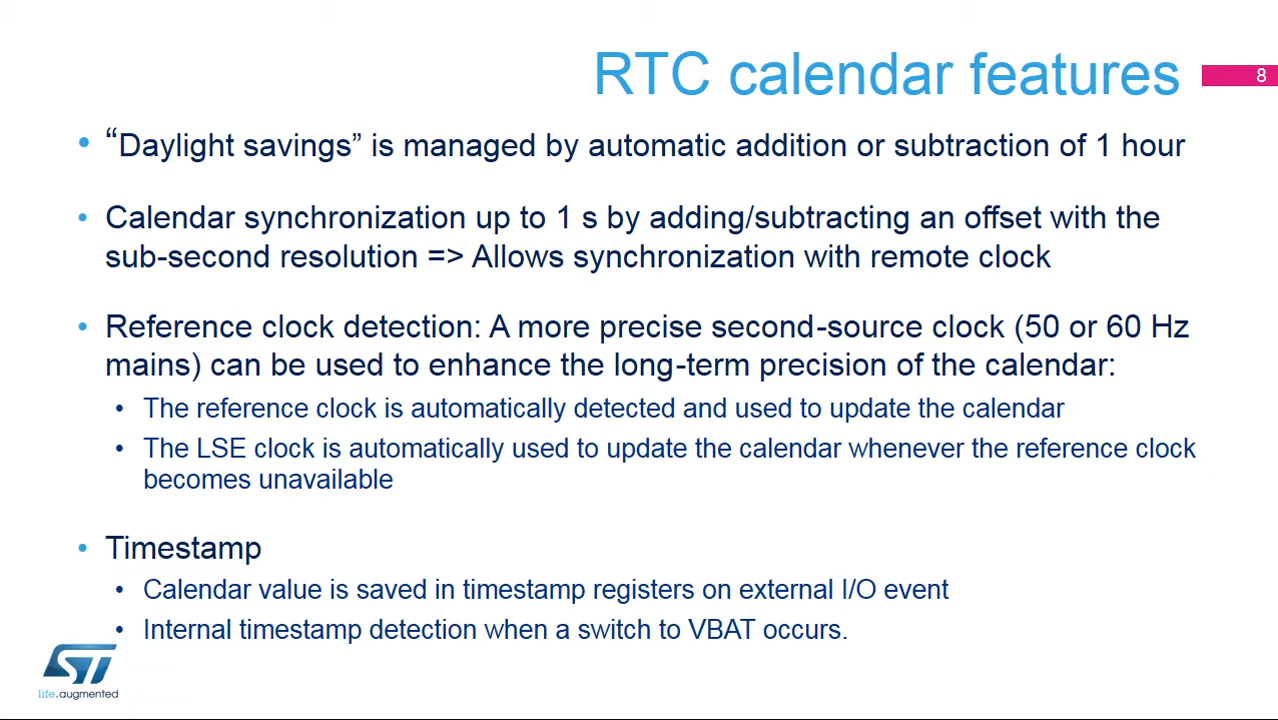 RTC calendar features
8
• “Daylight savings” is managed by automatic addition or subtraction of 1 hour
• Calendar synchronization up to 1 s by adding/subtracting an offset with the
sub-second resolution => Allows synchronization with remote clock
• Reference clock detection: A more precise second-source clock (50 or 60 Hz
mains) can be used to enhance the long-term precision of the calendar:
• The reference clock is automatically detected and used to update the calendar
• The LSE clock is automatically used to update the calendar whenever the reference clock
becomes unavailable
• Timestamp
• Calendar value is saved in timestamp registers on external I/O event
• Internal timestamp detection when a switch to VBAT occurs.
ST
life.augmented